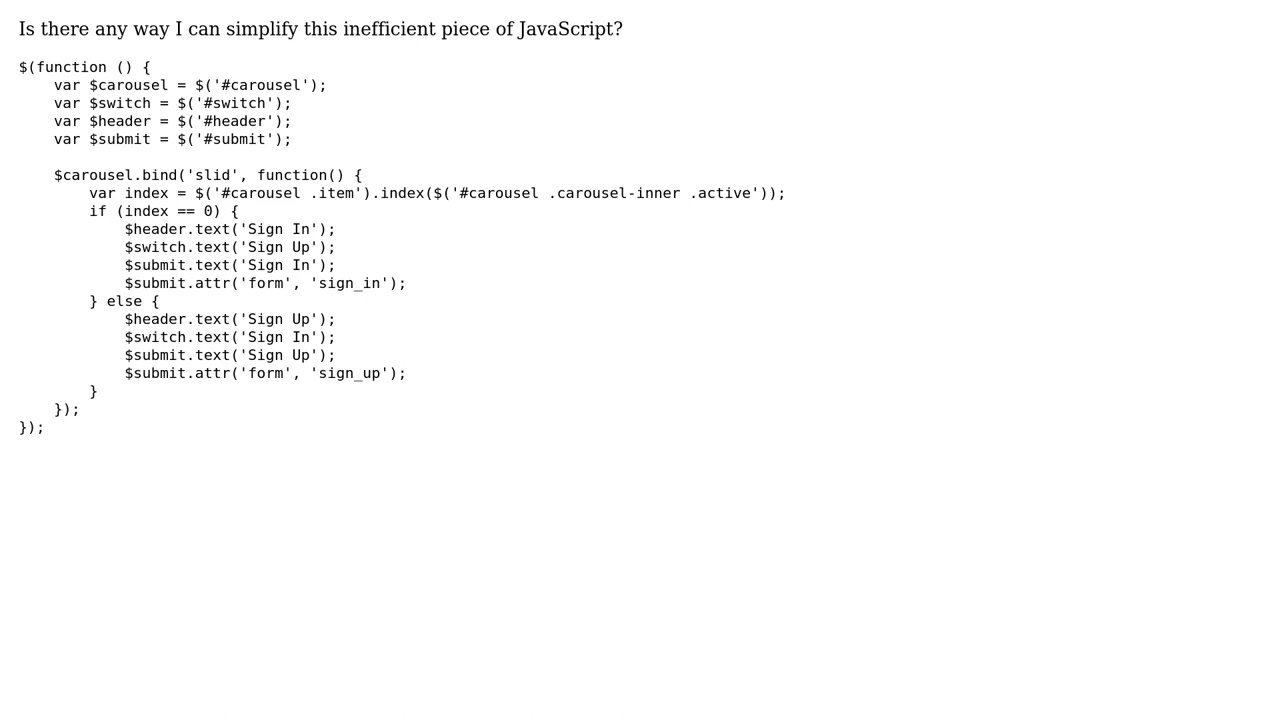 Is there any way I can simplify this inefficient piece of JavaScript?
$(function () {
    var $carousel = $('#carousel');
    var $switch = $('#switch');
    var $header = $('#header');
    var $submit = $('#submit');

    $carousel.bind('slid', function() {
        var index = $('#carousel .item').index($('#carousel .carousel-inner .active'));
        if (index == 0) {
            $header.text('Sign In');
            $switch.text('Sign Up');
            $submit.text('Sign In');
            $submit.attr('form', 'sign_in');
        } else {
            $header.text('Sign Up');
            $switch.text('Sign In');
            $submit.text('Sign Up');
            $submit.attr('form', 'sign_up');
        }
    });
});